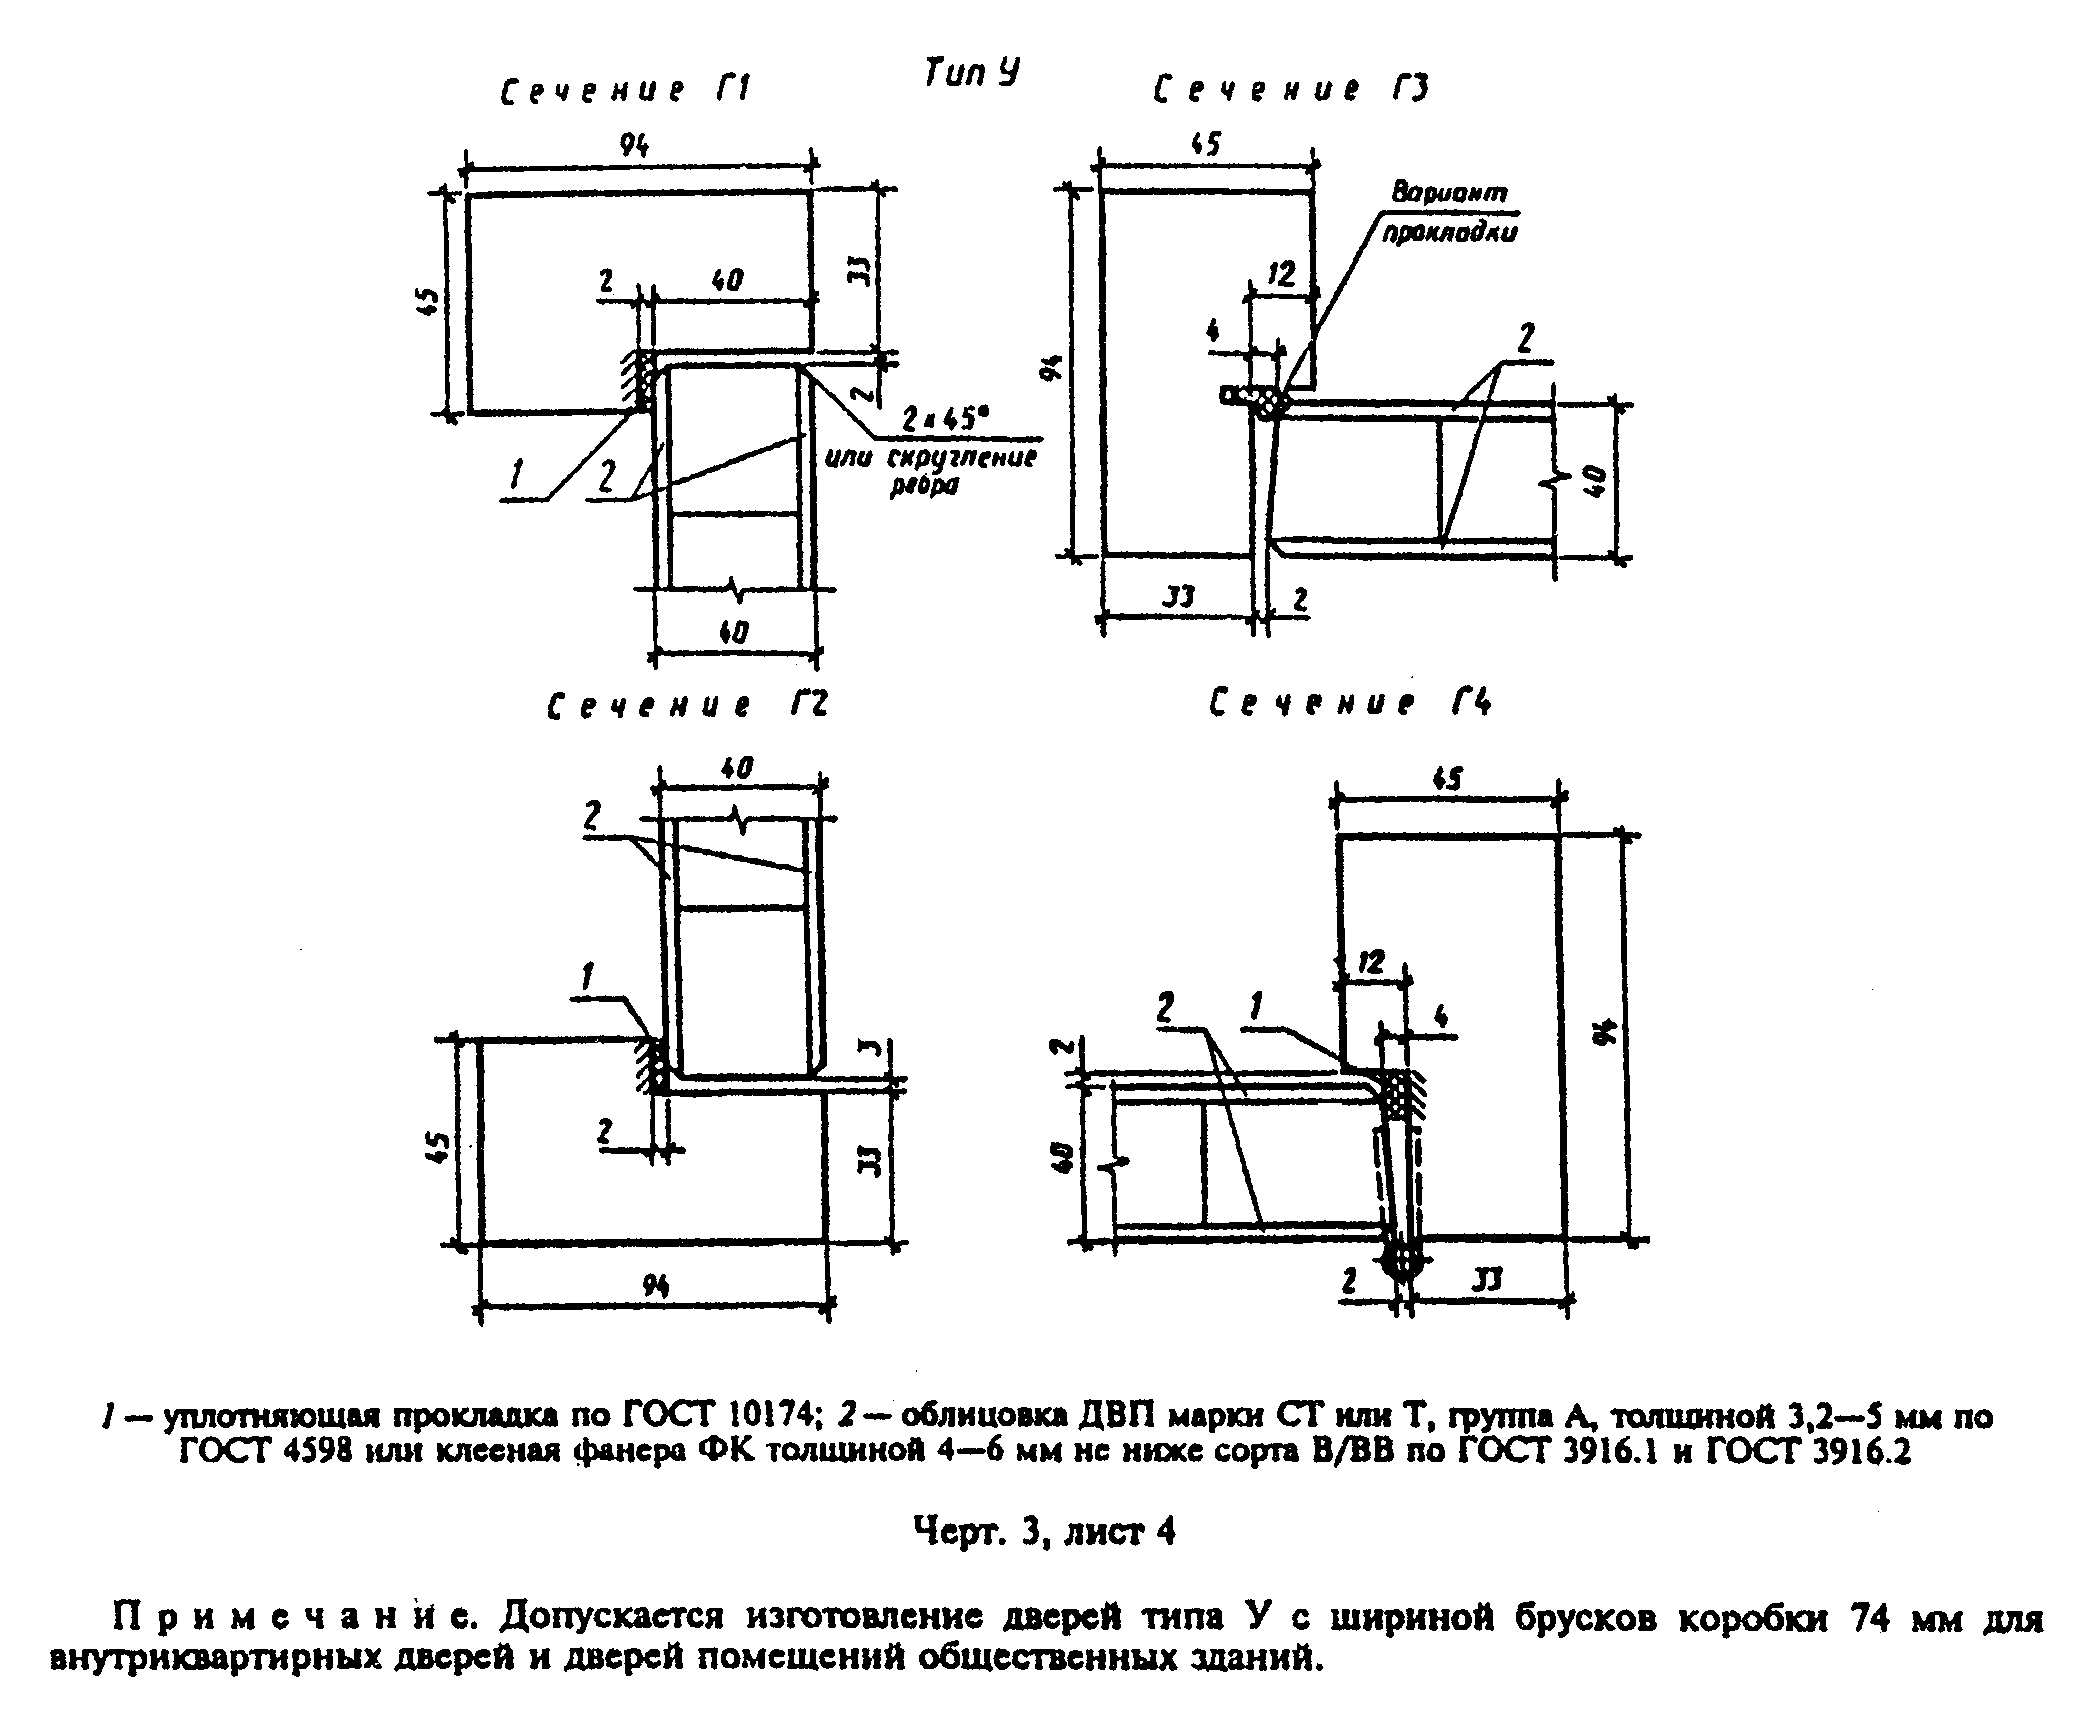 Тип У
Сечение Г1
94
45
2
40
33
2
2×45°
или скругление
ребра
1
2
40
Сечение Г3
45
Вариант
прокладки
12
4
2
94
40
33
2
Сечение Г2
40
2
1
3
45
2
33
94
Сечение Г4
45
12
2
1
4
2
94
40
2
33
1 — уплотняющая прокладка по ГОСТ 10174; 2 — облицовка ДВП марки СТ или Т, группа А, толщиной 3,2—5 мм по
ГОСТ 4598 или клееная фанера ФК толщиной 4—6 мм не ниже сорта В/ВВ по ГОСТ 3916.1 и ГОСТ 3916.2
Черт. 3, лист 4
Примечание. Допускается изготовление дверей типа У с шириной брусков коробки 74 мм для
внутриквартирных дверей и дверей помещений общественных зданий.